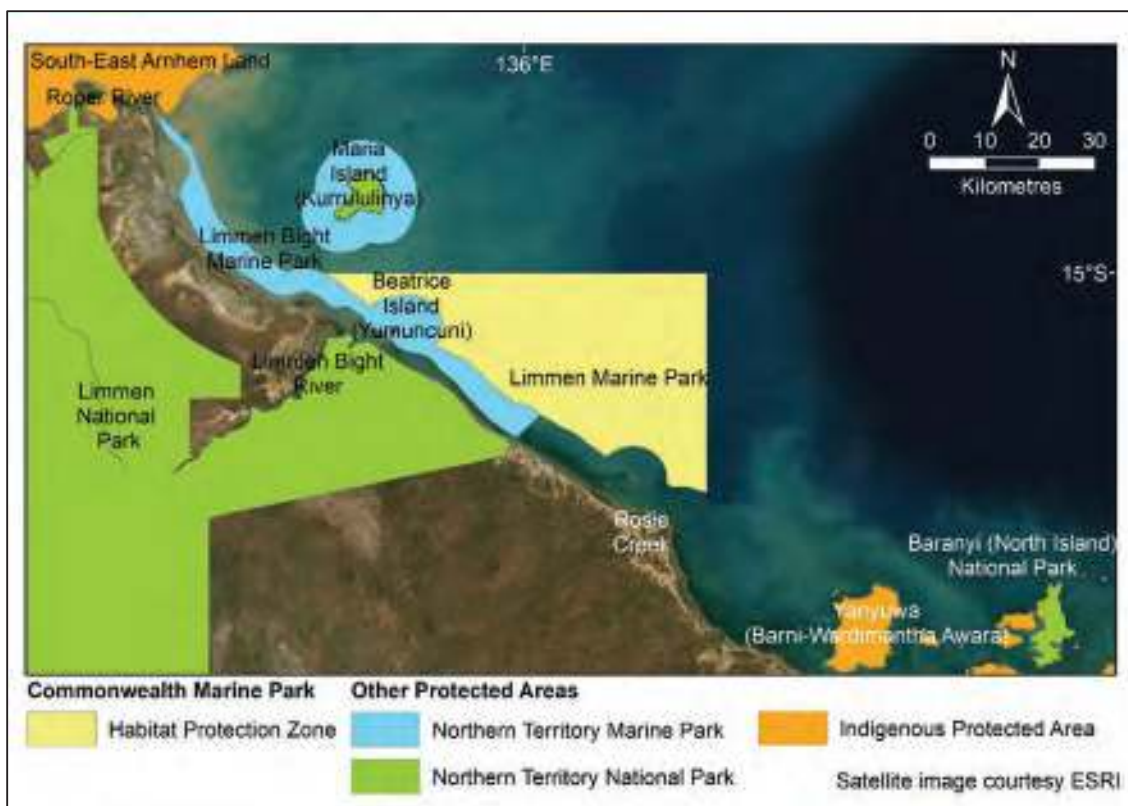 South-East Arnhem Land
Roper River
136°E
N
0 10 20 30
Kilometres
Maria
Island
(Kurrululinya)
Limmen Bight
Marine Park
15°S
Beatrice
Island
(Yumuncuni)
Limmen Bight
River
Limmen Marine Park
Limmen
National
Park
Rosie
Creek
Baranyi (North Island)
National Park
Yanyuwa
(Barni-Wardimantha Awara)
Commonwealth Marine Park
Habitat Protection Zone
Other Protected Areas
Northern Territory Marine Park
Northern Territory National Park
Indigenous Protected Area
Satellite image courtesy ESRI